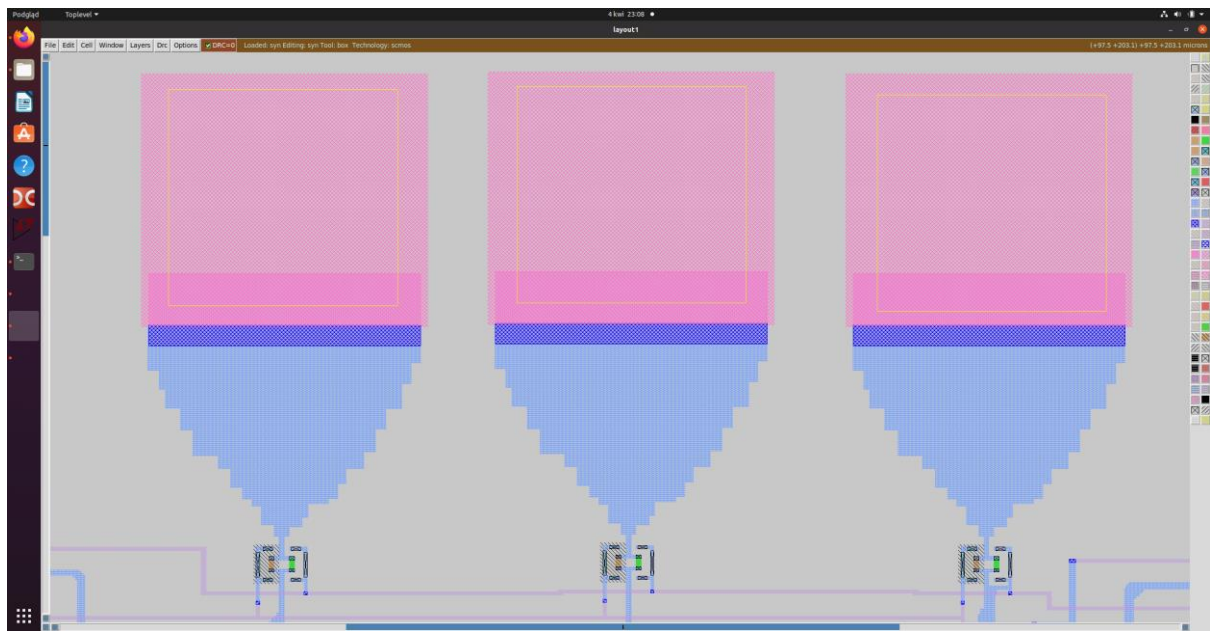 Podgląd Toplevel 4 kwi 23:08
layout1
File Edit Cell Window Layers Drc Options DRC=0 Loaded: syn Editing: syn Tool: box Technology: scmos (+97.5 +203.1) +97.5 +203.1 microns